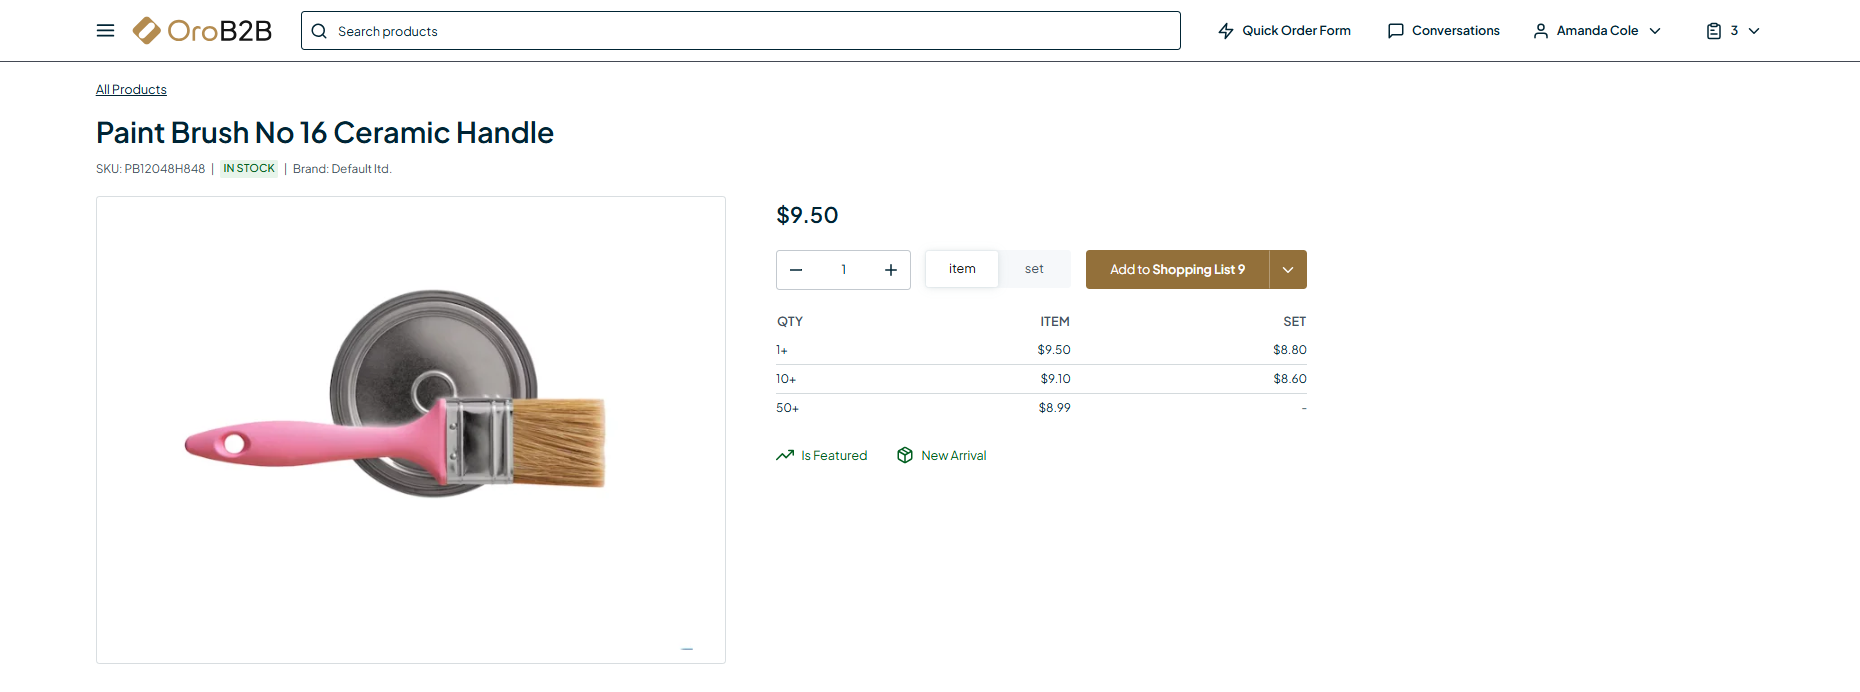 OroB2B
Search products
Quick Order Form
Conversations
Amanda Cole
3
All Products
Paint Brush No 16 Ceramic Handle
SKU: PB12048H848 | IN STOCK | Brand: Default ltd.
$9.50
1
item
set
Add to Shopping List 9
QTY ITEM SET
1+ $9.50 $8.80
10+ $9.10 $8.60
50+ $8.99 -
Is Featured
New Arrival